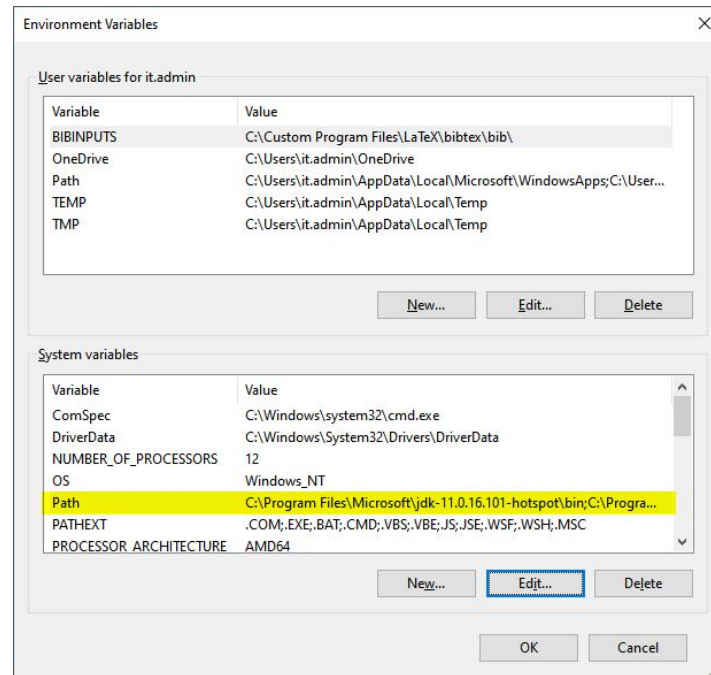 Environment Variables
User variables for it.admin
Variable Value
BIBINPUTS C:\Custom Program Files\LaTeX\bibtex\bib\
OneDrive C:\Users\it.admin\OneDrive
Path C:\Users\it.admin\AppData\Local\Microsoft\WindowsApps;C:\User...
TEMP C:\Users\it.admin\AppData\Local\Temp
TMP C:\Users\it.admin\AppData\Local\Temp
New... Edit... Delete
System variables
Variable Value
ComSpec C:\Windows\system32\cmd.exe
DriverData C:\Windows\System32\Drivers\DriverData
NUMBER_OF_PROCESSORS 12
OS Windows_NT
Path C:\Program Files\Microsoft\jdk-11.0.16.101-hotspot\bin;C:\Progra...
PATHEXT .COM;.EXE;.BAT;.CMD;.VBS;.VBE;.JS;.JSE;.WSF;.WSH;.MSC
PROCESSOR_ARCHITECTURE AMD64
New... Edit... Delete
OK Cancel